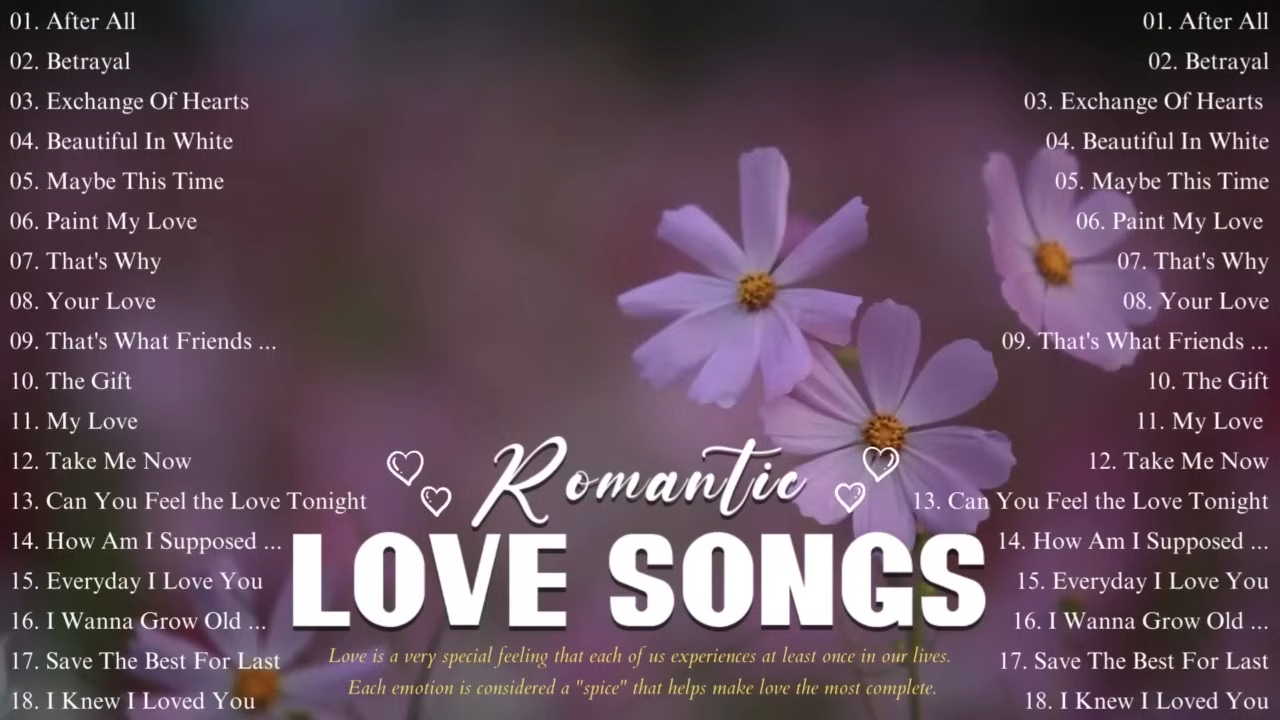 01. After All
02. Betrayal
03. Exchange Of Hearts
04. Beautiful In White
05. Maybe This Time
06. Paint My Love
07. That's Why
08. Your Love
09. That's What Friends ...
10. The Gift
11. My Love
12. Take Me Now
13. Can You Feel the Love Tonight
14. How Am I Supposed ...
15. Everyday I Love You
16. I Wanna Grow Old ...
17. Save The Best For Last
18. I Knew I Loved You
Romantic
LOVE SONGS
Love is a very special feeling that each of us experiences at least once in our lives.
Each emotion is considered a "spice" that helps make love the most complete.
01. After All
02. Betrayal
03. Exchange Of Hearts
04. Beautiful In White
05. Maybe This Time
06. Paint My Love
07. That's Why
08. Your Love
09. That's What Friends ...
10. The Gift
11. My Love
12. Take Me Now
13. Can You Feel the Love Tonight
14. How Am I Supposed ...
15. Everyday I Love You
16. I Wanna Grow Old ...
17. Save The Best For Last
18. I Knew I Loved You